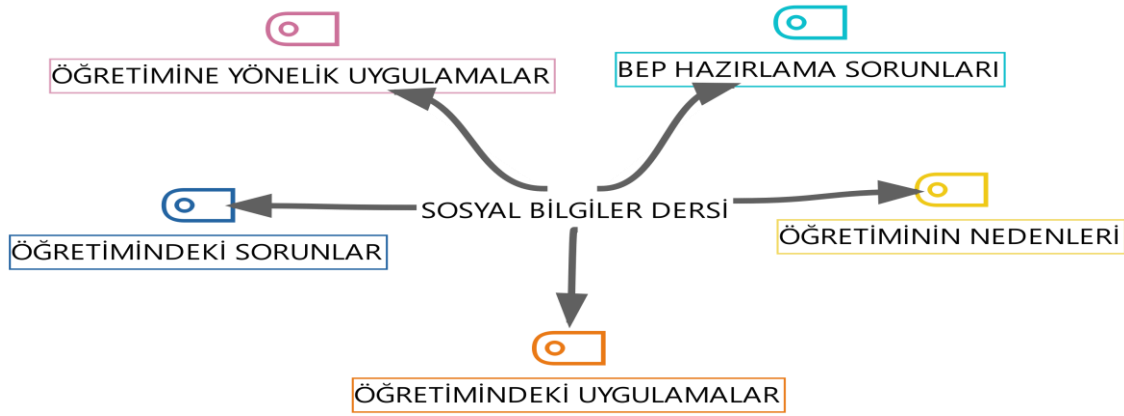 ÖĞRETİMİNE YÖNELİK UYGULAMALAR
BEP HAZIRLAMA SORUNLARI
SOSYAL BİLGİLER DERSİ
ÖĞRETİMİNDEKİ SORUNLAR
ÖĞRETİMİNİN NEDENLERİ
ÖĞRETİMİNDEKİ UYGULAMALAR